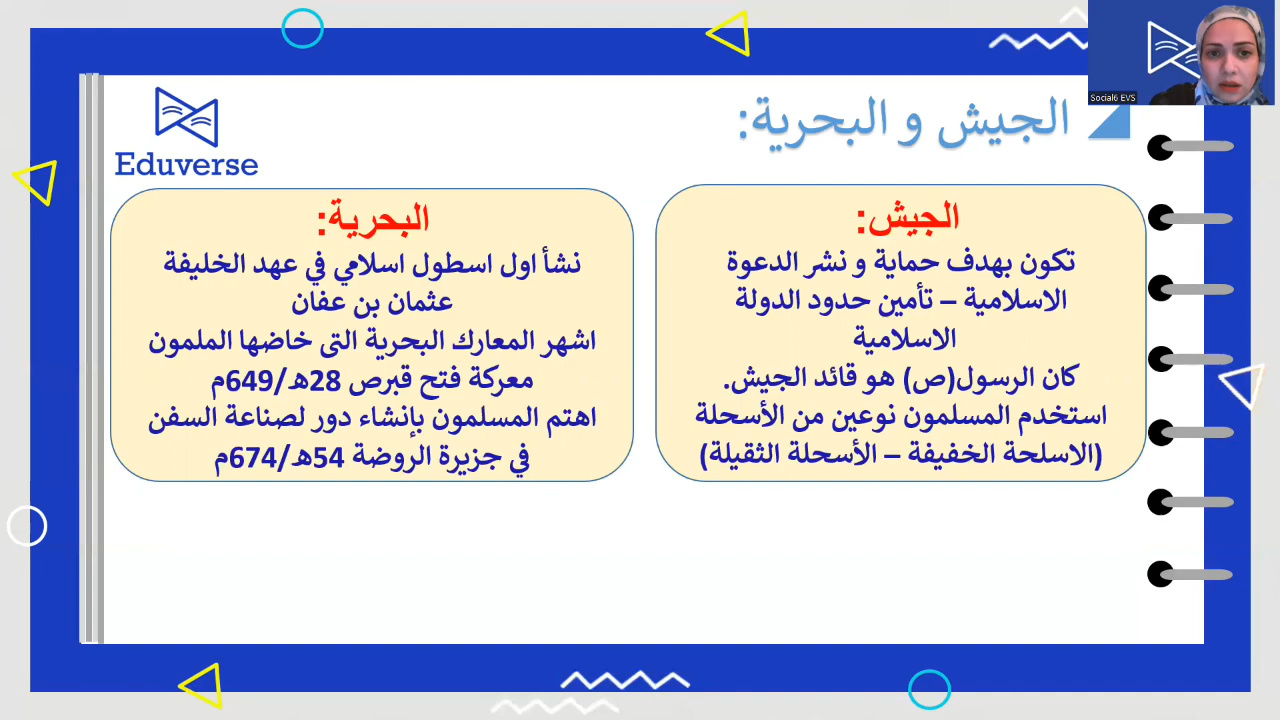 Social6 EVS
الجيش و البحرية:
Eduverse
الجيش:
تكون بهدف حماية و نشر الدعوة
الاسلامية – تأمين حدود الدولة
الاسلامية
كان الرسول(ص) هو قائد الجيش.
استخدم المسلمون نوعين من الأسحلة
(الاسلحة الخفيفة – الأسحلة الثقيلة)
البحرية:
نشأ اول اسطول اسلامي في عهد الخليفة
عثمان بن عفان
اشهر المعارك البحرية التى خاضها الملمون
معركة فتح قبرص 28هـ/649م
اهتم المسلمون بإنشاء دور لصناعة السفن
في جزيرة الروضة 54هـ/674م